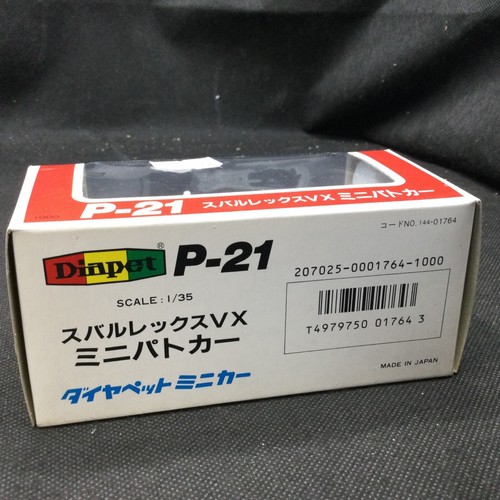 P-21 スバルレックスVX ミニパトカー
コードNO. 144-01764
Diapet® P-21
SCALE : 1/35
スバルレックスVX
ミニパトカー
ダイヤペット ミニカー
207025-0001764-1000
T4979750 01764 3
MADE IN JAPAN